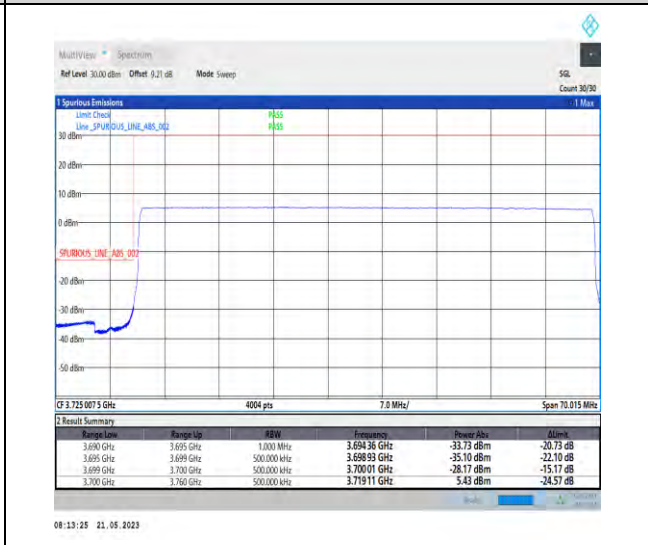 MultiView Spectrum
Ref Level 30.00 dBm Offset 9.21 dB Mode Sweep SGL
Count 30/30
1 Spurious Emissions 1 Max
Limit Check PASS
Line _SPURIOUS_LINE_ABS_002 PASS
30 dBm
20 dBm
10 dBm
0 dBm
_SPURIOUS_LINE_ABS_002
-20 dBm
-30 dBm
-40 dBm
-50 dBm
CF 3.725 007 5 GHz 4004 pts 7.0 MHz/ Span 70.015 MHz
2 Result Summary
Range Low Range Up RBW Frequency Power Abs ΔLimit
3.690 GHz 3.695 GHz 1.000 MHz 3.694 36 GHz -33.73 dBm -20.73 dB
3.695 GHz 3.699 GHz 500.000 kHz 3.698 93 GHz -35.10 dBm -22.10 dB
3.699 GHz 3.700 GHz 500.000 kHz 3.700 01 GHz -28.17 dBm -15.17 dB
3.700 GHz 3.760 GHz 500.000 kHz 3.719 11 GHz 5.43 dBm -24.57 dB
08:13:25 21.05.2023